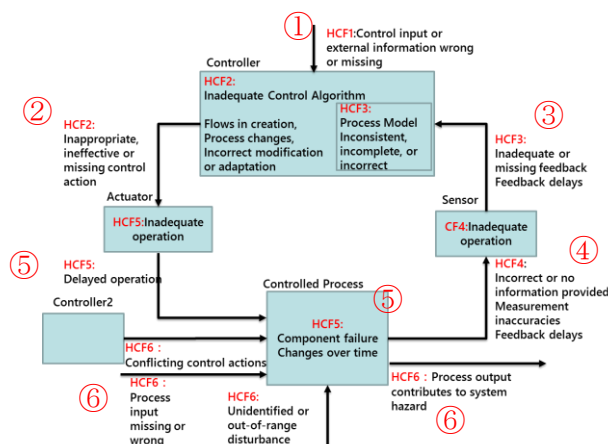 ①
HCF1:Control input or
external information wrong
or missing
Controller
HCF2:
Inadequate Control Algorithm
Flows in creation,
Process changes,
Incorrect modification
or adaptation
HCF3:
Process Model
Inconsistent,
incomplete, or
incorrect
②
HCF2:
Inappropriate,
ineffective or
missing control
action
③
HCF3:
Inadequate or
missing feedback
Feedback delays
Actuator
HCF5:Inadequate
operation
Sensor
CF4:Inadequate
operation
④
HCF4:
Incorrect or no
information provided
Measurement
inaccuracies
Feedback delays
⑤
HCF5:
Delayed operation
Controller2
Controlled Process
⑤
HCF5:
Component failure
Changes over time
HCF6 :
Conflicting control actions
⑥
HCF6 :
Process
input
missing or
wrong
HCF6:
Unidentified or
out-of-range
disturbance
HCF6 : Process output
contributes to system
hazard
⑥